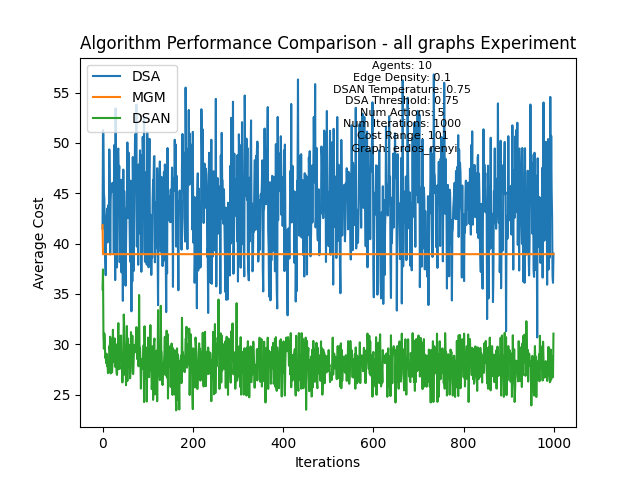 Algorithm Performance Comparison - all graphs Experiment
DSA
MGM
DSAN
Agents: 10
Edge Density: 0.1
DSAN Temperature: 0.75
DSA Threshold: 0.75
Num Actions: 5
Num Iterations: 1000
Cost Range: 101
Graph: erdos_renyi
Average Cost
55
50
45
40
35
30
25
0
200
400
600
800
1000
Iterations